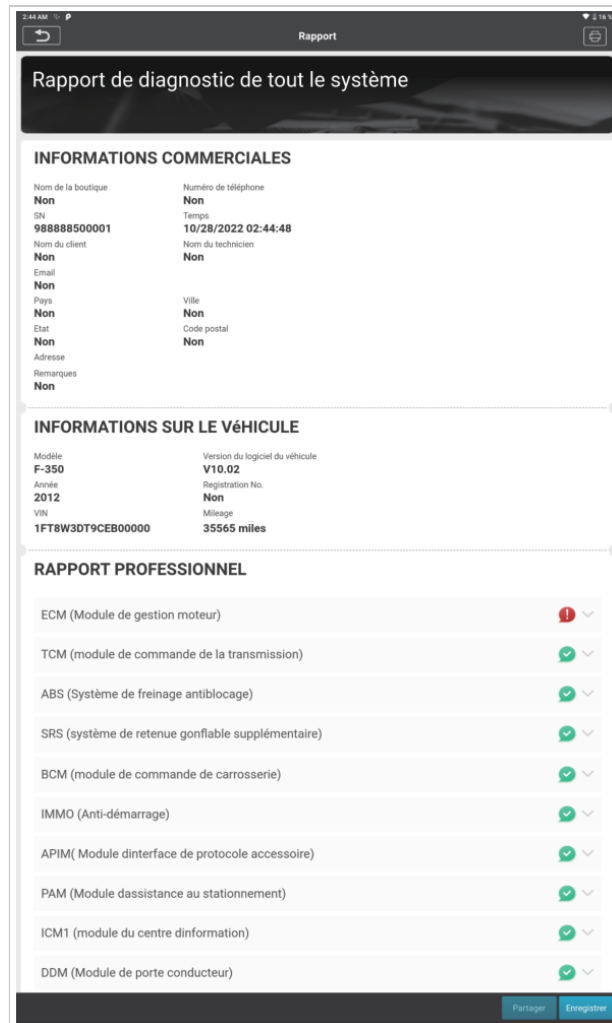 2:44 AM
16 %
Rapport
Rapport de diagnostic de tout le système
INFORMATIONS COMMERCIALES
Nom de la boutique Numéro de téléphone
Non Non
SN Temps
988888500001 10/28/2022 02:44:48
Nom du client Nom du technicien
Non Non
Email
Non
Pays Ville
Non Non
Etat Code postal
Non Non
Adresse
Remarques
Non
INFORMATIONS SUR LE VéHICULE
Modèle Version du logiciel du véhicule
F-350 V10.02
Année Registration No.
2012 Non
VIN Mileage
1FT8W3DT9CEB00000 35565 miles
RAPPORT PROFESSIONNEL
ECM (Module de gestion moteur)
TCM (module de commande de la transmission)
ABS (Système de freinage antiblocage)
SRS (système de retenue gonflable supplémentaire)
BCM (module de commande de carrosserie)
IMMO (Anti-démarrage)
APIM( Module dinterface de protocole accessoire)
PAM (Module dassistance au stationnement)
ICM1 (module du centre dinformation)
DDM (Module de porte conducteur)
Partager Enregistrer